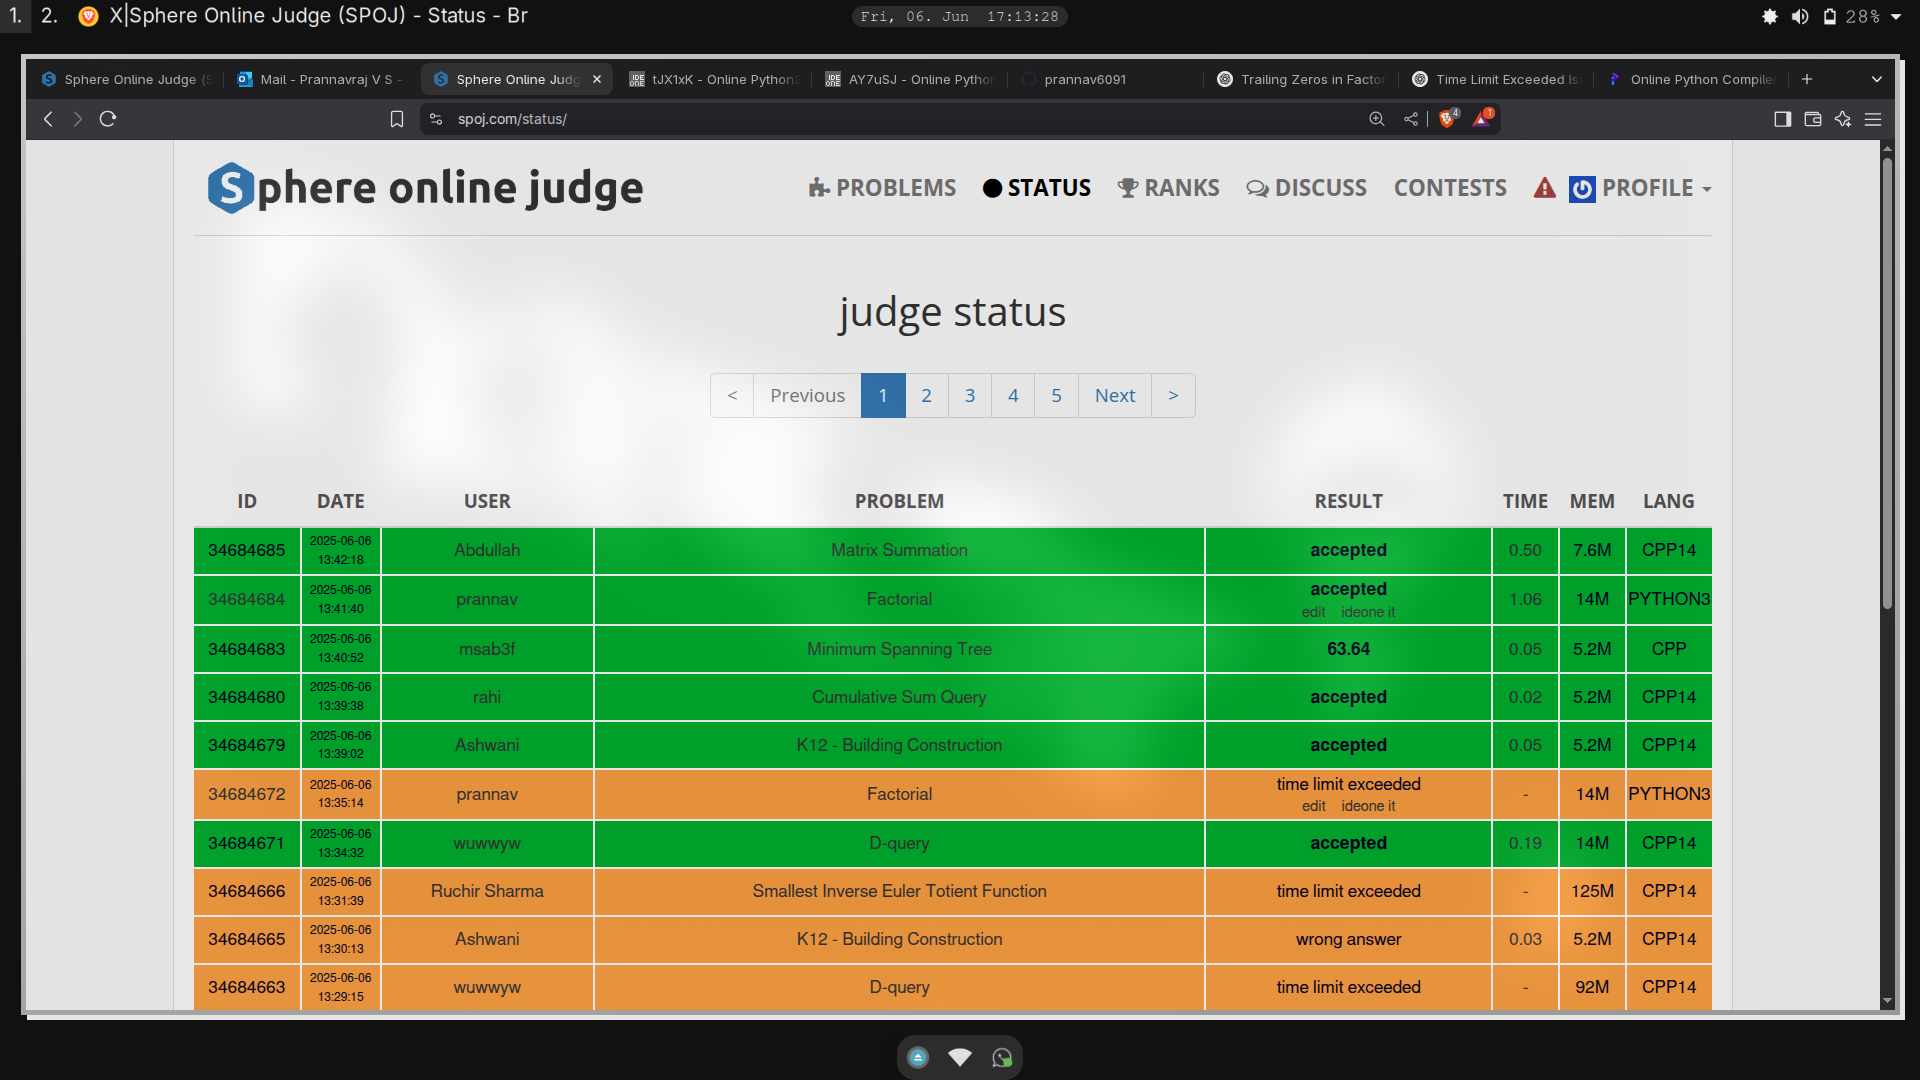 1. 2. X|Sphere Online Judge (SPOJ) - Status - Br
Fri, 06. Jun 17:13:28
28%
Sphere Online Judge (S
Mail - Prannavraj V S -
Sphere Online Judg
tJX1xK - Online Python3
AY7uSJ - Online Python
prannav6091
Trailing Zeros in Factor
Time Limit Exceeded Is
Online Python Compile
spoj.com/status/
4
1
Sphere online judge
PROBLEMS STATUS RANKS DISCUSS CONTESTS PROFILE
judge status
< Previous 1 2 3 4 5 Next >
ID DATE USER PROBLEM RESULT TIME MEM LANG
34684685 2025-06-06 13:42:18 Abdullah Matrix Summation accepted 0.50 7.6M CPP14
34684684 2025-06-06 13:41:40 prannav Factorial accepted edit ideone it 1.06 14M PYTHON3
34684683 2025-06-06 13:40:52 msab3f Minimum Spanning Tree 63.64 0.05 5.2M CPP
34684680 2025-06-06 13:39:38 rahi Cumulative Sum Query accepted 0.02 5.2M CPP14
34684679 2025-06-06 13:39:02 Ashwani K12 - Building Construction accepted 0.05 5.2M CPP14
34684672 2025-06-06 13:35:14 prannav Factorial time limit exceeded edit ideone it - 14M PYTHON3
34684671 2025-06-06 13:34:32 wuwwyw D-query accepted 0.19 14M CPP14
34684666 2025-06-06 13:31:39 Ruchir Sharma Smallest Inverse Euler Totient Function time limit exceeded - 125M CPP14
34684665 2025-06-06 13:30:13 Ashwani K12 - Building Construction wrong answer 0.03 5.2M CPP14
34684663 2025-06-06 13:29:15 wuwwyw D-query time limit exceeded - 92M CPP14